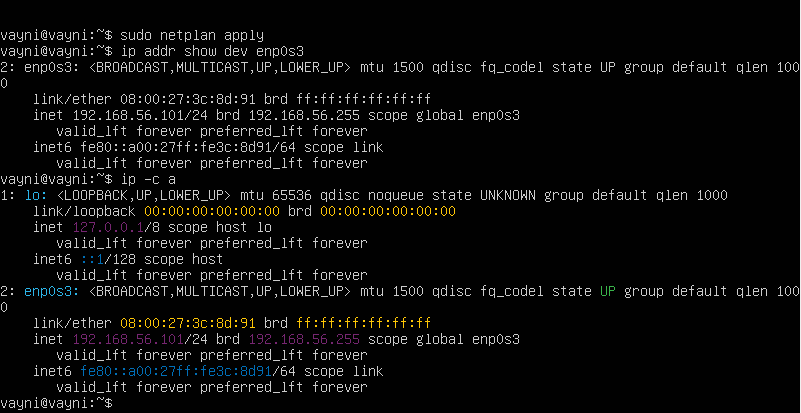 vayni@vayni:~$ sudo netplan apply
vayni@vayni:~$ ip addr show dev enp0s3
2: enp0s3: <BROADCAST,MULTICAST,UP,LOWER_UP> mtu 1500 qdisc fq_codel state UP group default qlen 100
0
    link/ether 08:00:27:3c:8d:91 brd ff:ff:ff:ff:ff:ff
    inet 192.168.56.101/24 brd 192.168.56.255 scope global enp0s3
       valid_lft forever preferred_lft forever
    inet6 fe80::a00:27ff:fe3c:8d91/64 scope link
       valid_lft forever preferred_lft forever
vayni@vayni:~$ ip -c a
1: lo: <LOOPBACK,UP,LOWER_UP> mtu 65536 qdisc noqueue state UNKNOWN group default qlen 1000
    link/loopback 00:00:00:00:00:00 brd 00:00:00:00:00:00
    inet 127.0.0.1/8 scope host lo
       valid_lft forever preferred_lft forever
    inet6 ::1/128 scope host
       valid_lft forever preferred_lft forever
2: enp0s3: <BROADCAST,MULTICAST,UP,LOWER_UP> mtu 1500 qdisc fq_codel state UP group default qlen 100
0
    link/ether 08:00:27:3c:8d:91 brd ff:ff:ff:ff:ff:ff
    inet 192.168.56.101/24 brd 192.168.56.255 scope global enp0s3
       valid_lft forever preferred_lft forever
    inet6 fe80::a00:27ff:fe3c:8d91/64 scope link
       valid_lft forever preferred_lft forever
vayni@vayni:~$